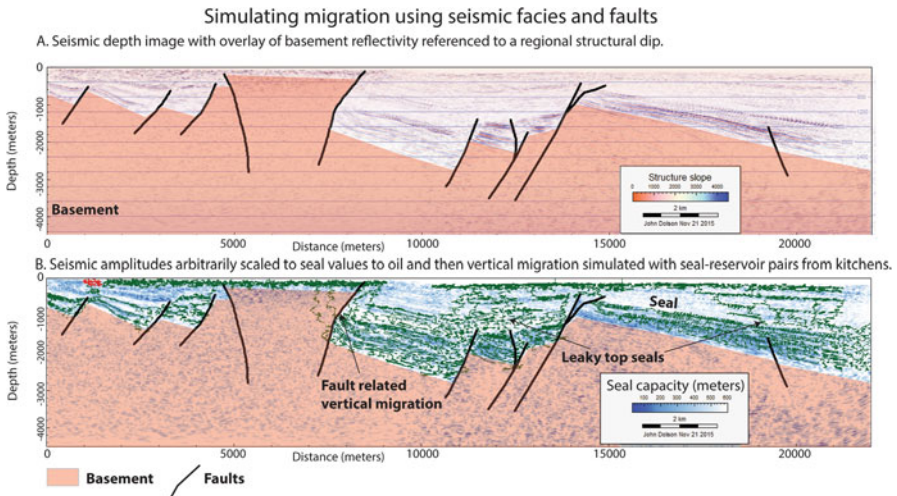 Simulating migration using seismic facies and faults
A. Seismic depth image with overlay of basement reflectivity referenced to a regional structural dip.
0
-1000
-2000
-3000
-4000
Depth (meters)
Basement
Structure slope
0 1000 2000 3000 4000
2 km
John Dolson Nov 21 2015
0 5000 Distance (meters) 10000 15000 20000
B. Seismic amplitudes arbitrarily scaled to seal values to oil and then vertical migration simulated with seal-reservoir pairs from kitchens.
0
-1000
-2000
-3000
-4000
Depth (meters)
Seal
Leaky top seals
Fault related
vertical migration
Seal capacity (meters)
100 200 300 400 500 600
2 km
John Dolson Nov 21 2015
0 5000 Distance (meters) 10000 15000 20000
Basement Faults